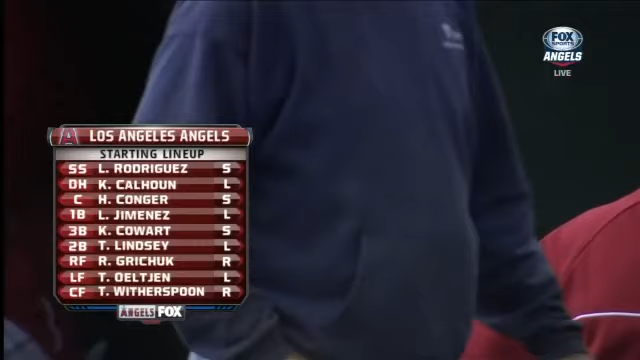 FOX
SPORTS
ANGELS
LIVE
A LOS ANGELES ANGELS
STARTING LINEUP
SS L. RODRIGUEZ S
DH K. CALHOUN L
C H. CONGER S
1B L. JIMENEZ L
3B K. COWART S
2B T. LINDSEY L
RF R. GRICHUK R
LF T. OELTJEN L
CF T. WITHERSPOON R
ANGELS FOX